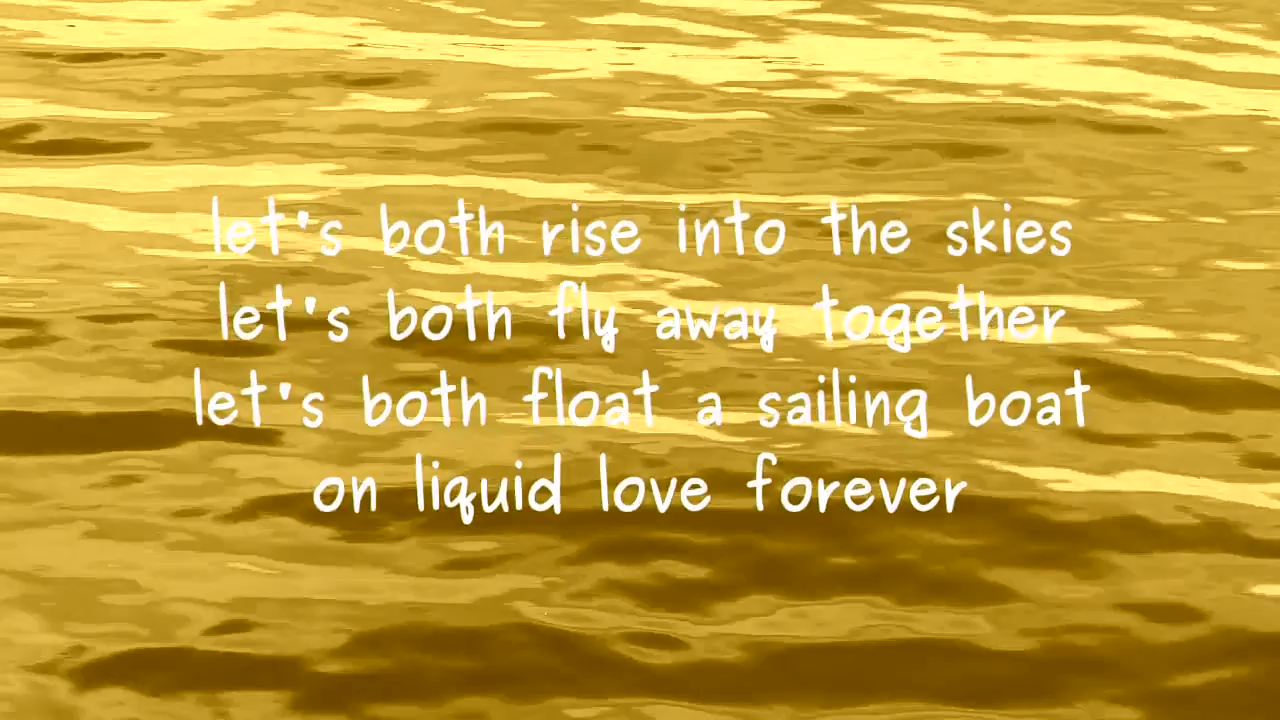 let's both rise into the skies
let's both fly away together
let's both float a sailing boat
on liquid love forever